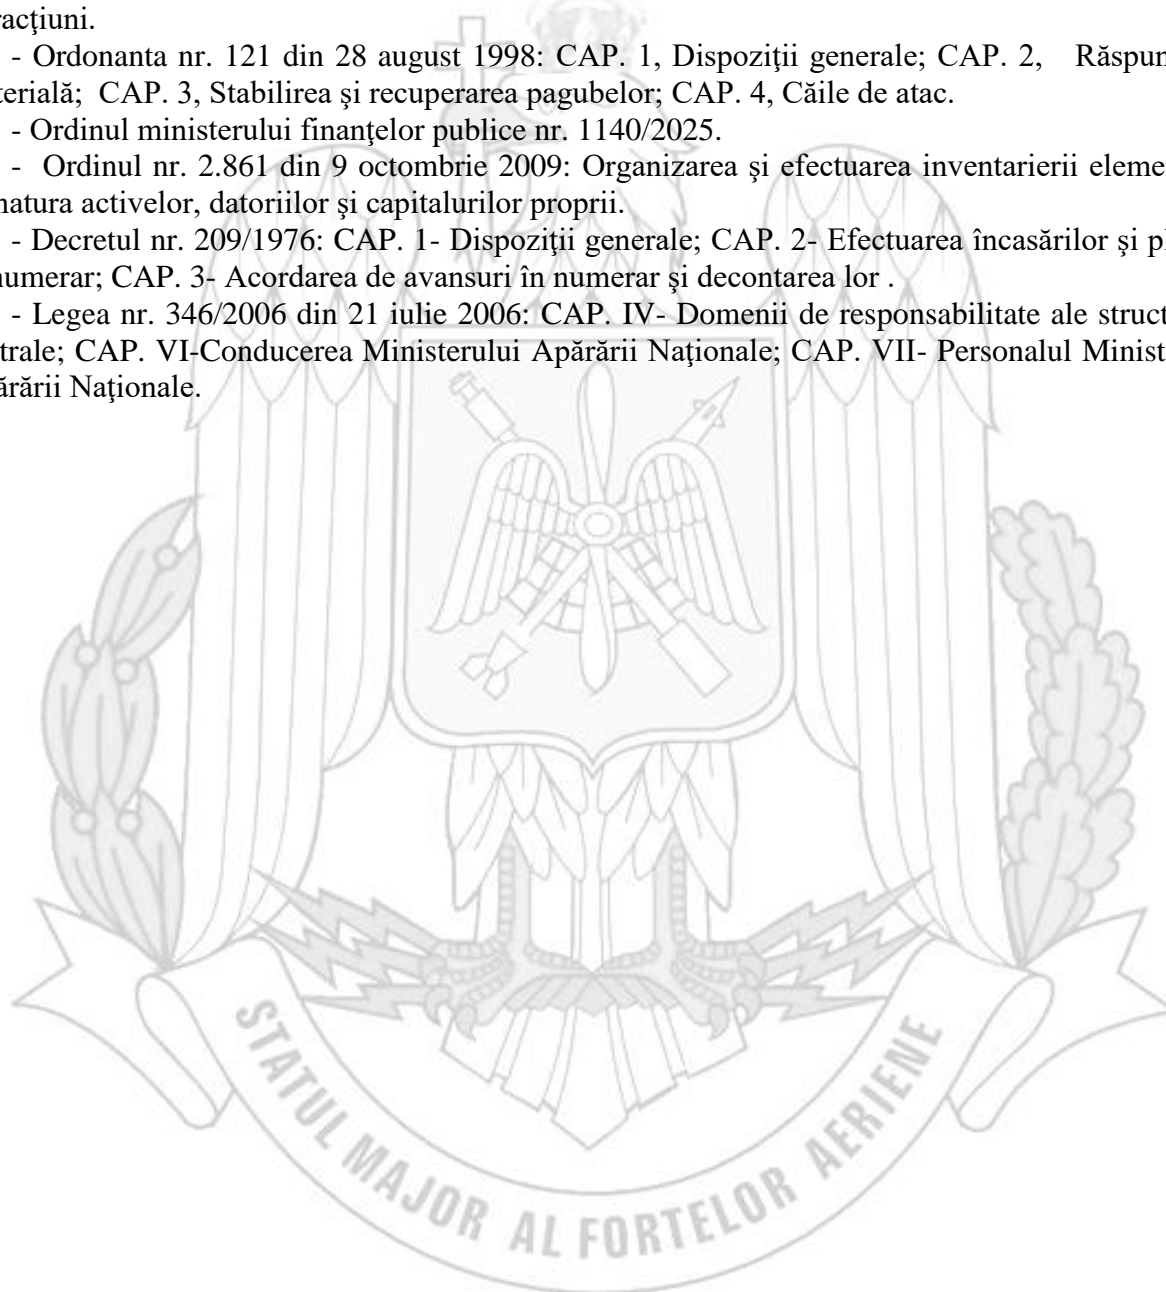 racţiuni.
- Ordonanta nr. 121 din 28 august 1998: CAP. 1, Dispoziţii generale; CAP. 2, Răspun
terială; CAP. 3, Stabilirea şi recuperarea pagubelor; CAP. 4, Căile de atac.
- Ordinul ministerului finanţelor publice nr. 1140/2025.
- Ordinul nr. 2.861 din 9 octombrie 2009: Organizarea şi efectuarea inventarierii eleme
natura activelor, datoriilor şi capitalurilor proprii.
- Decretul nr. 209/1976: CAP. 1- Dispoziţii generale; CAP. 2- Efectuarea încasărilor şi pl
numerar; CAP. 3- Acordarea de avansuri în numerar şi decontarea lor .
- Legea nr. 346/2006 din 21 iulie 2006: CAP. IV- Domenii de responsabilitate ale struct
trale; CAP. VI-Conducerea Ministerului Apărării Naţionale; CAP. VII- Personalul Minist
ărării Naţionale.
STATUL MAJOR AL FORTELOR AERIENE